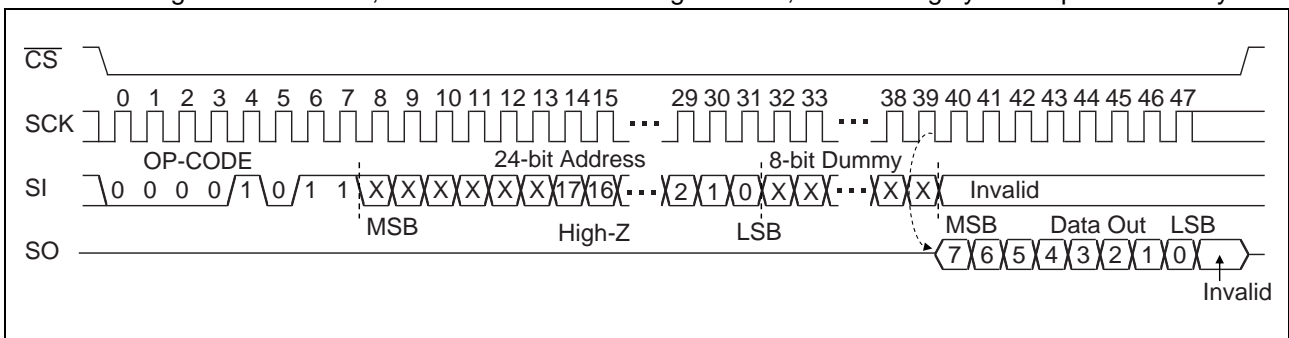 CS
0 1 2 3 4 5 6 7 8 9 10 11 12 13 14 15 29 30 31 32 33 38 39 40 41 42 43 44 45 46 47
SCK
OP-CODE 24-bit Address 8-bit Dummy
SI 0 0 0 0 1 0 1 1 X X X X X X 17 16 2 1 0 X X X X Invalid
MSB High-Z LSB MSB Data Out LSB
SO 7 6 5 4 3 2 1 0
Invalid